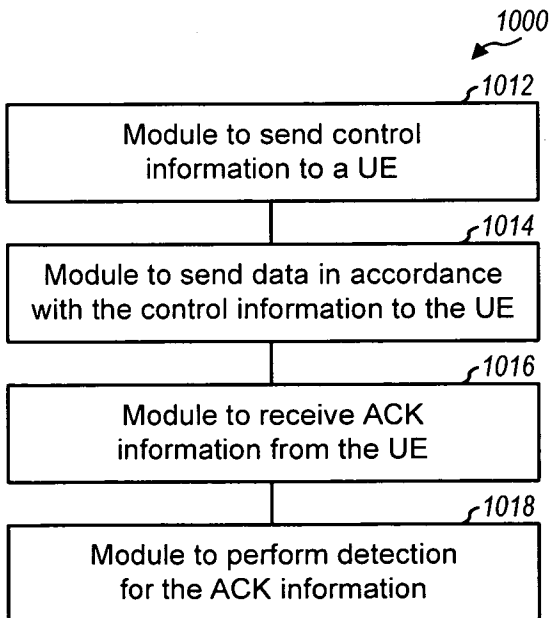 1000
1012
Module to send control
information to a UE
1014
Module to send data in accordance
with the control information to the UE
1016
Module to receive ACK
information from the UE
1018
Module to perform detection
for the ACK information